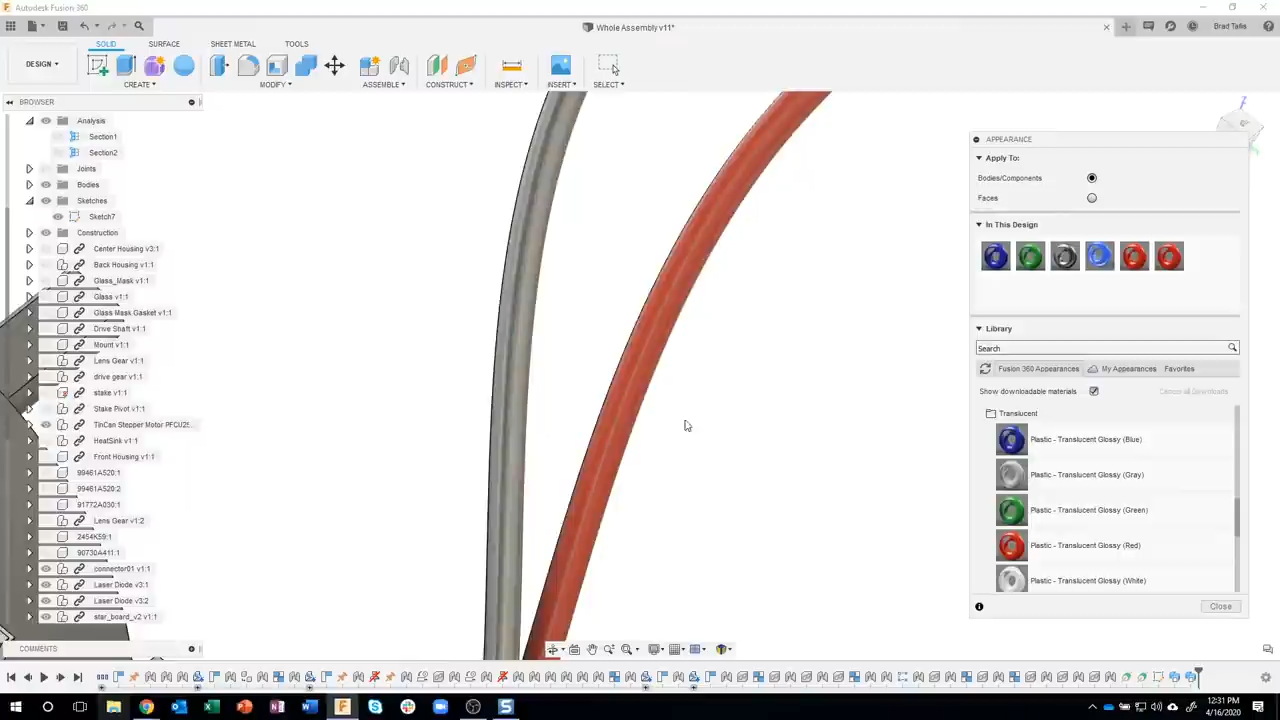 Autodesk Fusion 360
Whole Assembly v11*
Brad Tallis
SOLID
SURFACE
SHEET METAL
TOOLS
DESIGN
CREATE
MODIFY
ASSEMBLE
CONSTRUCT
INSPECT
INSERT
SELECT
BROWSER
Analysis
Section1
Section2
Joints
Bodies
Sketches
Sketch7
Construction
Center Housing v3:1
Back Housing v1:1
Glass_Mask v1:1
Glass v1:1
Glass Mask Gasket v1:1
Drive Shaft v1:1
Mount v1:1
Lens Gear v1:1
drive gear v1:1
stake v1:1
Stake Pivot v1:1
TinCan Stepper Motor PFCU25...
HeatSink v1:1
Front Housing v1:1
99461A520:1
99461A520:2
91772A030:1
Lens Gear v1:2
2454K59:1
90730A411:1
connector01 v1:1
Laser Diode v3:1
Laser Diode v3:2
star_board_v2 v1:1
COMMENTS
APPEARANCE
Apply To:
Bodies/Components
Faces
In This Design
Library
Search
Fusion 360 Appearances
My Appearances
Favorites
Show downloadable materials
Cancel all Downloads
Translucent
Plastic - Translucent Glossy (Blue)
Plastic - Translucent Glossy (Gray)
Plastic - Translucent Glossy (Green)
Plastic - Translucent Glossy (Red)
Plastic - Translucent Glossy (White)
Close
12:31 PM
4/16/2020